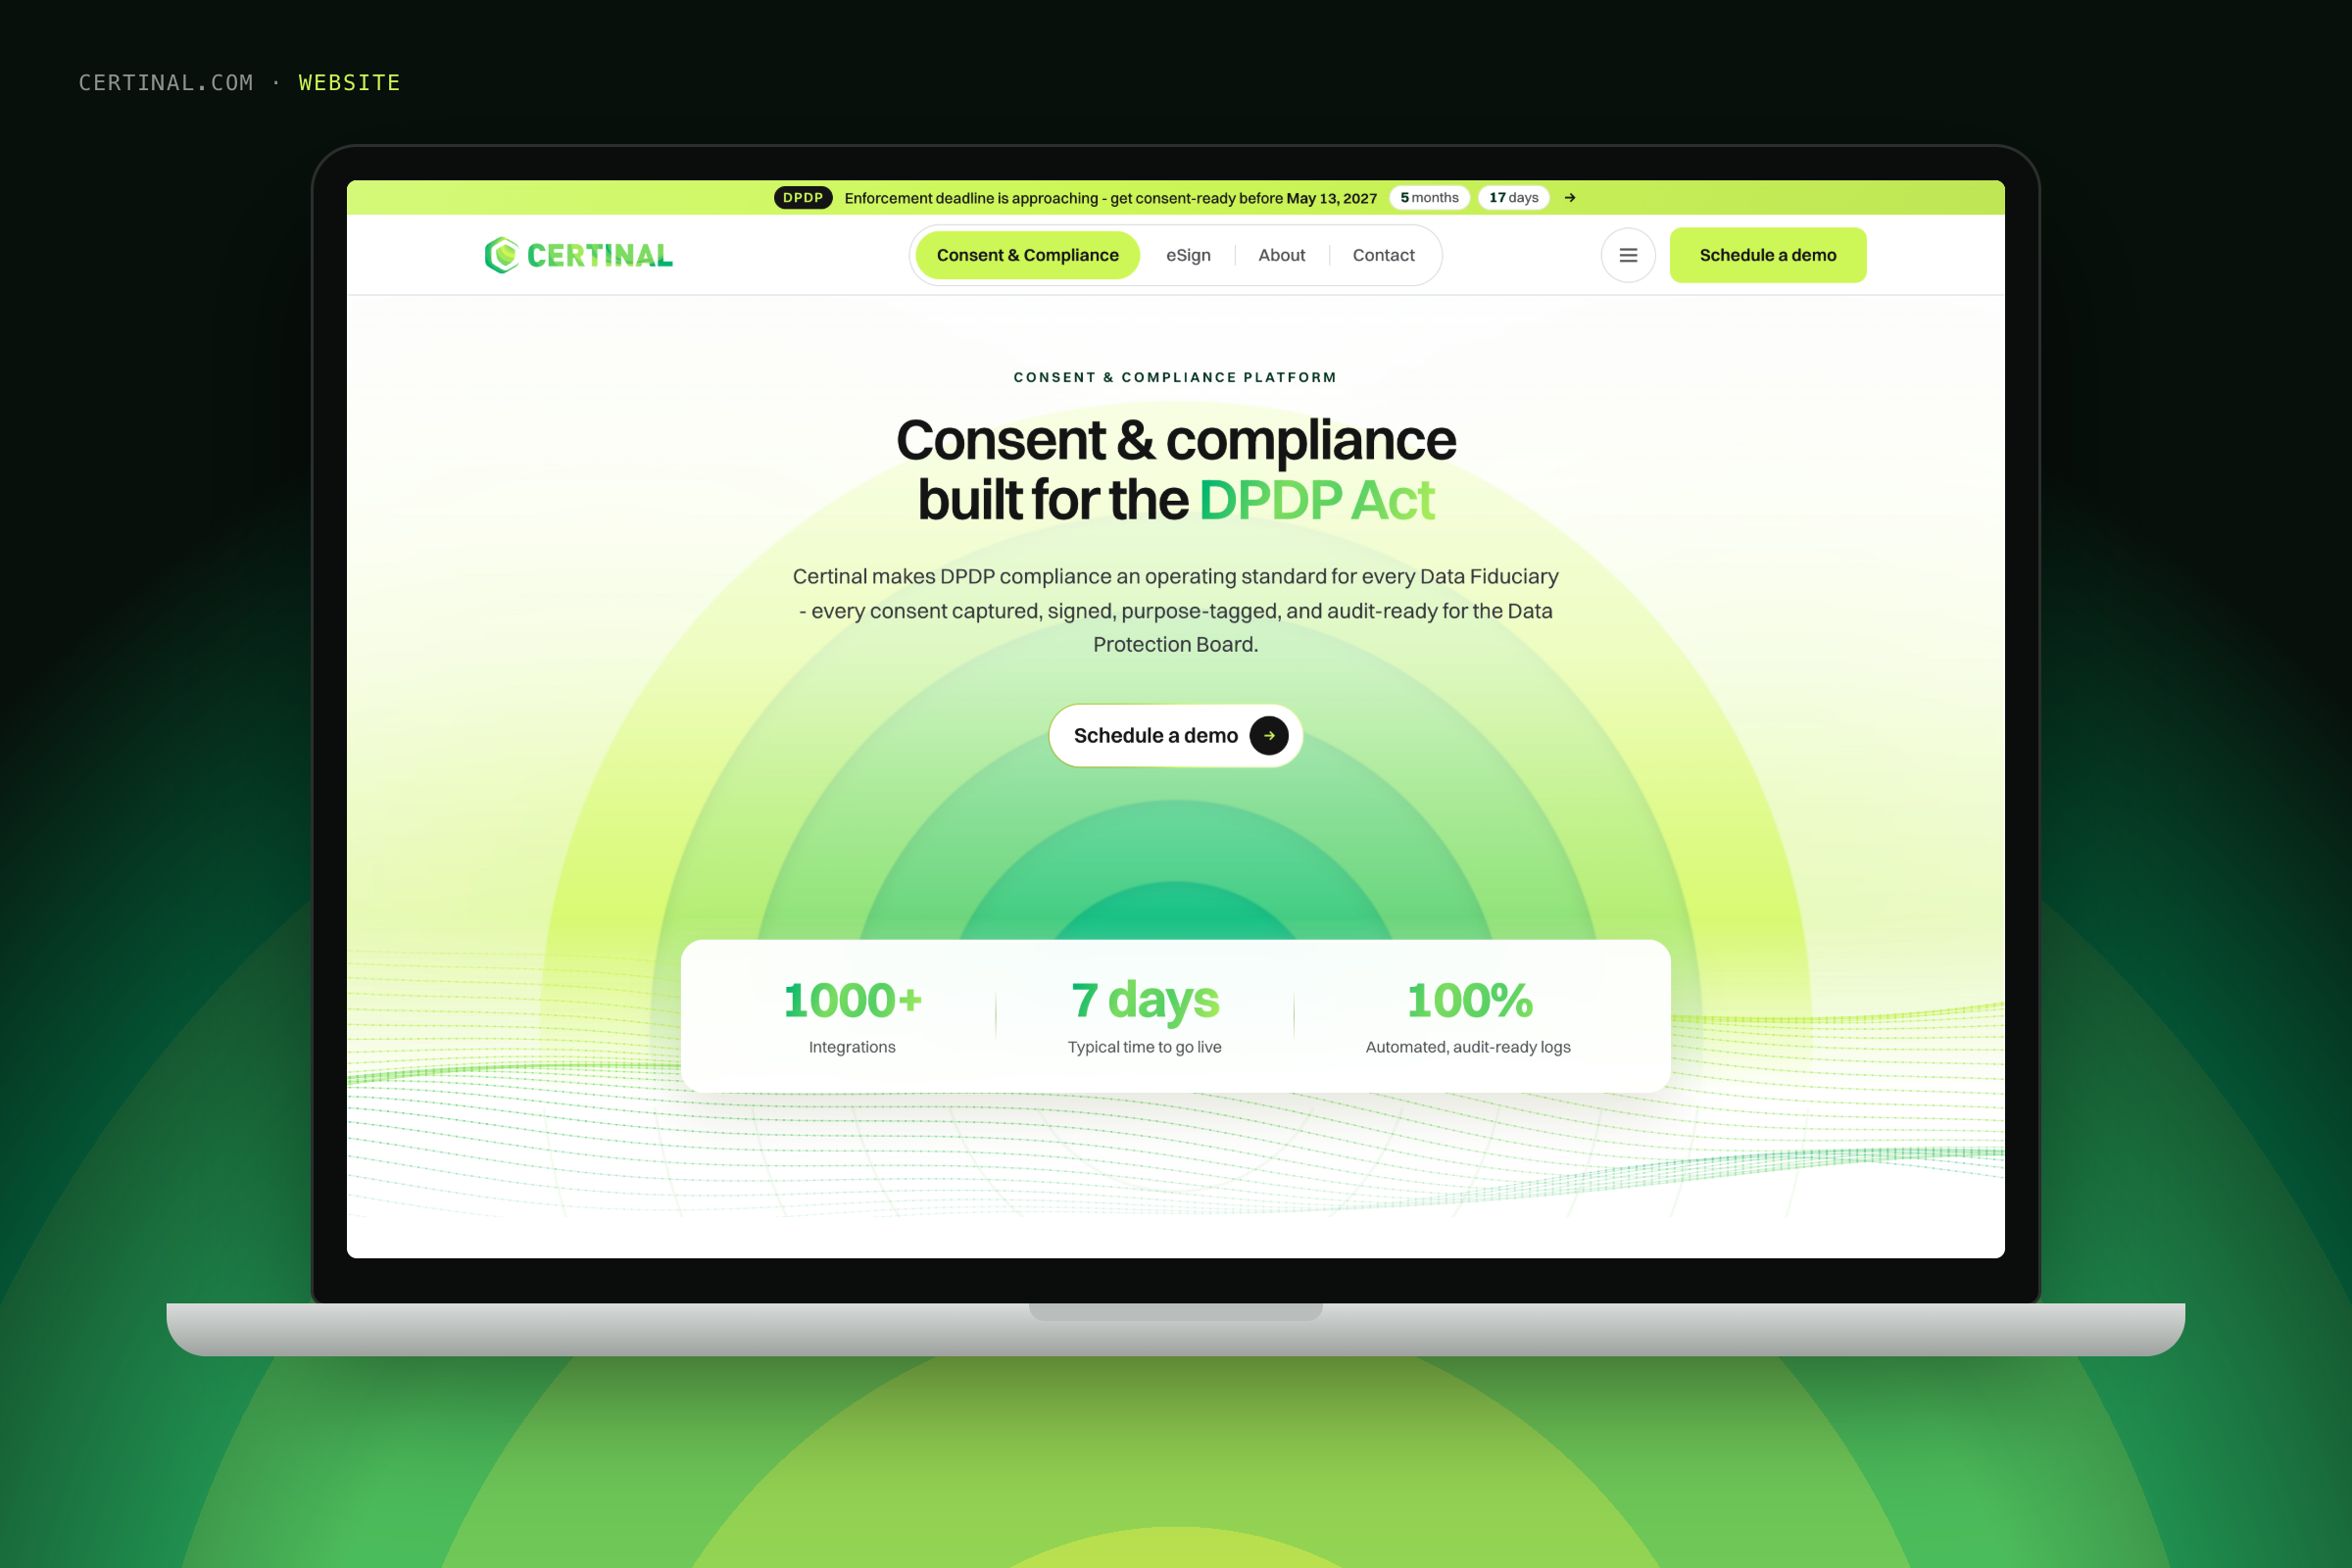 CERTINAL.COM · WEBSITE
DPDP Enforcement deadline is approaching - get consent-ready before May 13, 2027 5 months 17 days →
CERTINAL
Consent & Compliance eSign About Contact
Schedule a demo
CONSENT & COMPLIANCE PLATFORM
Consent & compliance
built for the DPDP Act
Certinal makes DPDP compliance an operating standard for every Data Fiduciary
- every consent captured, signed, purpose-tagged, and audit-ready for the Data
Protection Board.
Schedule a demo →
1000+ 7 days 100%
Integrations Typical time to go live Automated, audit-ready logs